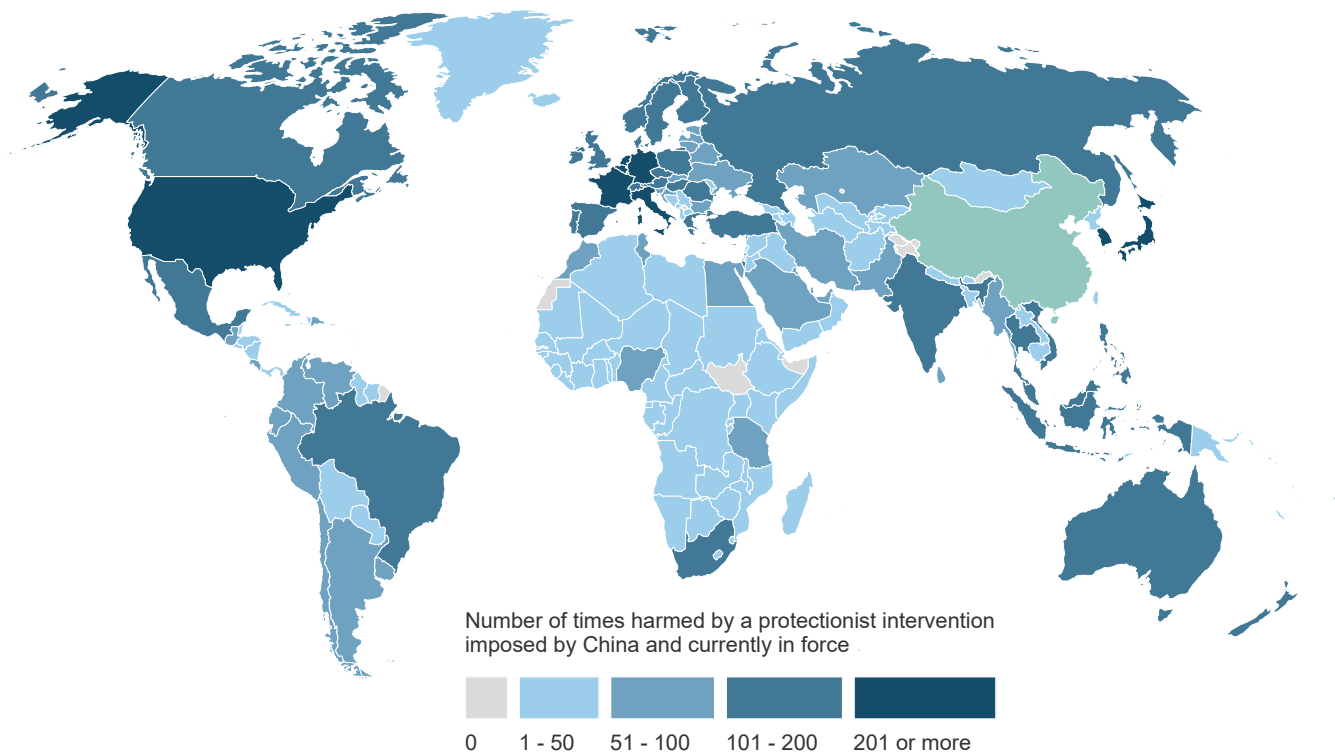 Number of times harmed by a protectionist intervention
imposed by China and currently in force
0 1 - 50 51 - 100 101 - 200 201 or more